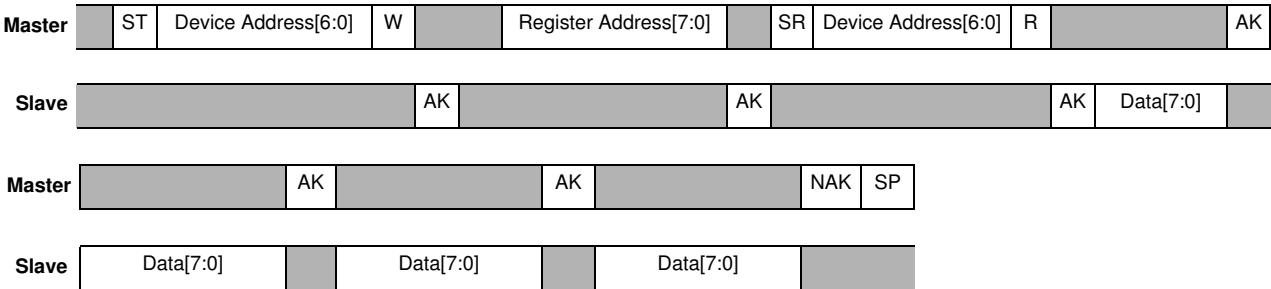 Master ST Device Address[6:0] W Register Address[7:0] SR Device Address[6:0] R AK
Slave AK AK AK Data[7:0]
Master AK AK NAK SP
Slave Data[7:0] Data[7:0] Data[7:0]